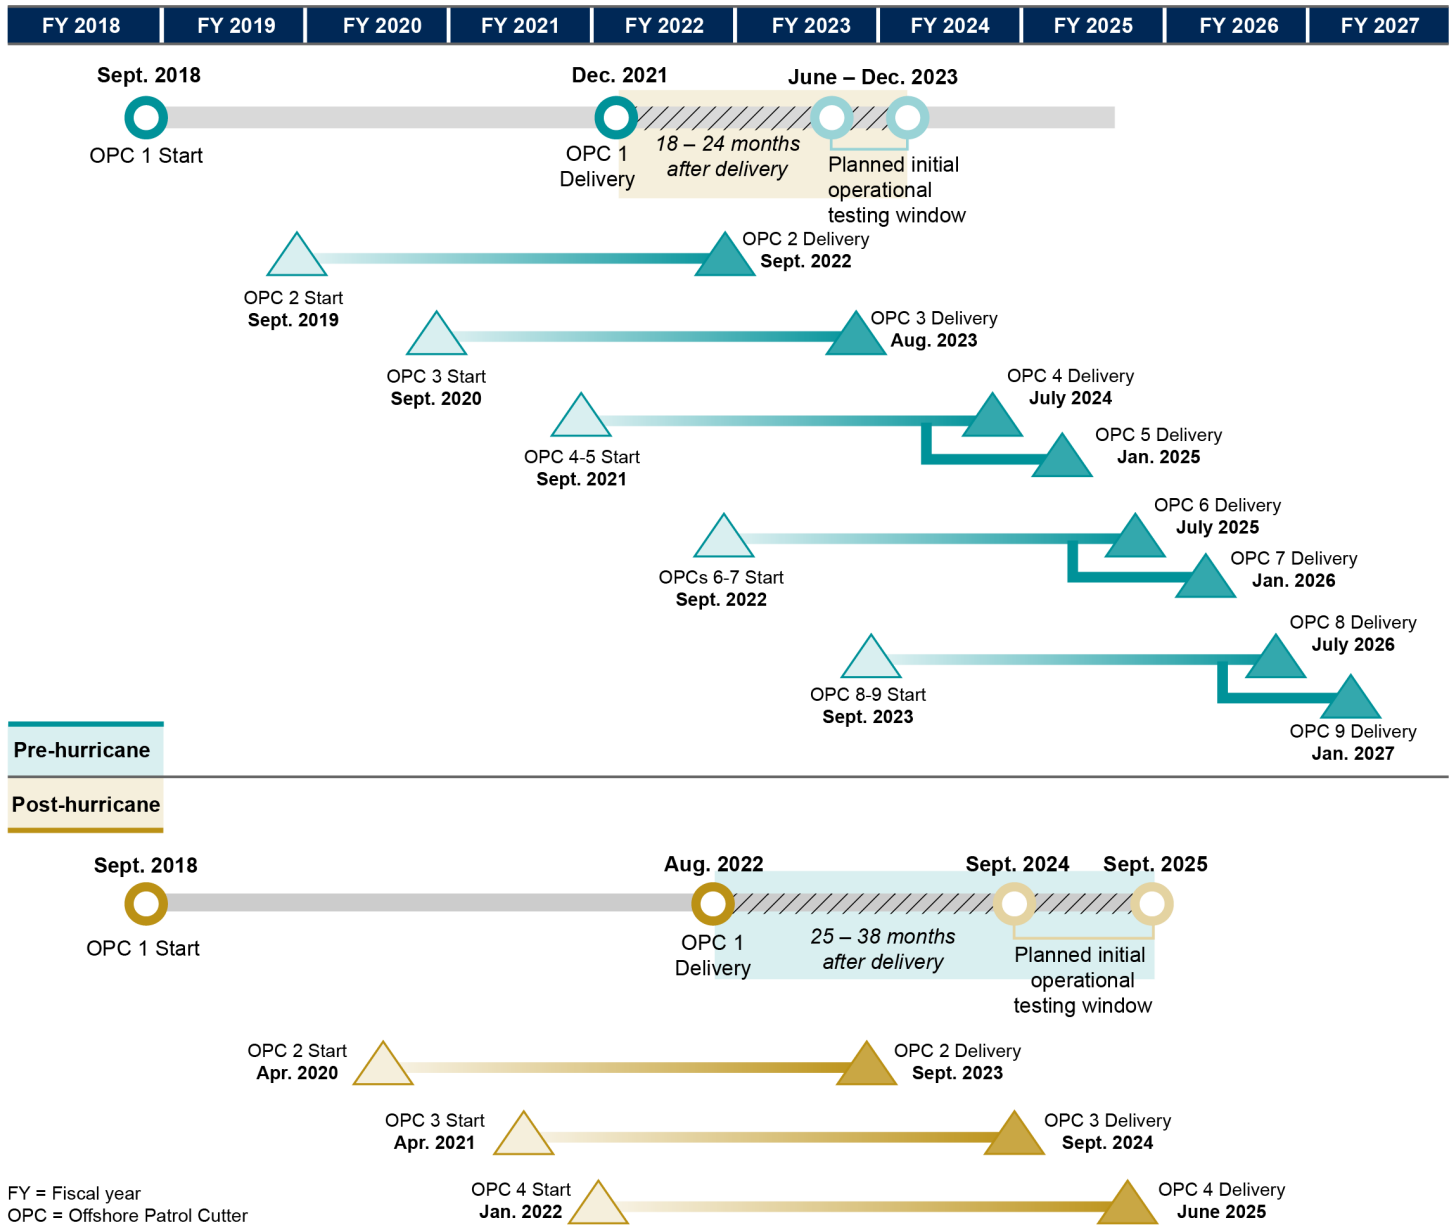 FY 2018 FY 2019 FY 2020 FY 2021 FY 2022 FY 2023 FY 2024 FY 2025 FY 2026 FY 2027
Sept. 2018
Dec. 2021
June – Dec. 2023
OPC 1 Start
OPC 1
Delivery
18 – 24 months
after delivery
Planned initial
operational
testing window
OPC 2 Delivery
Sept. 2022
OPC 2 Start
Sept. 2019
OPC 3 Delivery
Aug. 2023
OPC 3 Start
Sept. 2020
OPC 4 Delivery
July 2024
OPC 5 Delivery
Jan. 2025
OPC 4-5 Start
Sept. 2021
OPC 6 Delivery
July 2025
OPC 7 Delivery
Jan. 2026
OPCs 6-7 Start
Sept. 2022
OPC 8 Delivery
July 2026
OPC 8-9 Start
Sept. 2023
OPC 9 Delivery
Jan. 2027
Pre-hurricane
Post-hurricane
Sept. 2018
Aug. 2022
Sept. 2024
Sept. 2025
OPC 1 Start
OPC 1
Delivery
25 – 38 months
after delivery
Planned initial
operational
testing window
OPC 2 Start
Apr. 2020
OPC 2 Delivery
Sept. 2023
OPC 3 Start
Apr. 2021
OPC 3 Delivery
Sept. 2024
OPC 4 Start
Jan. 2022
OPC 4 Delivery
June 2025
FY = Fiscal year
OPC = Offshore Patrol Cutter